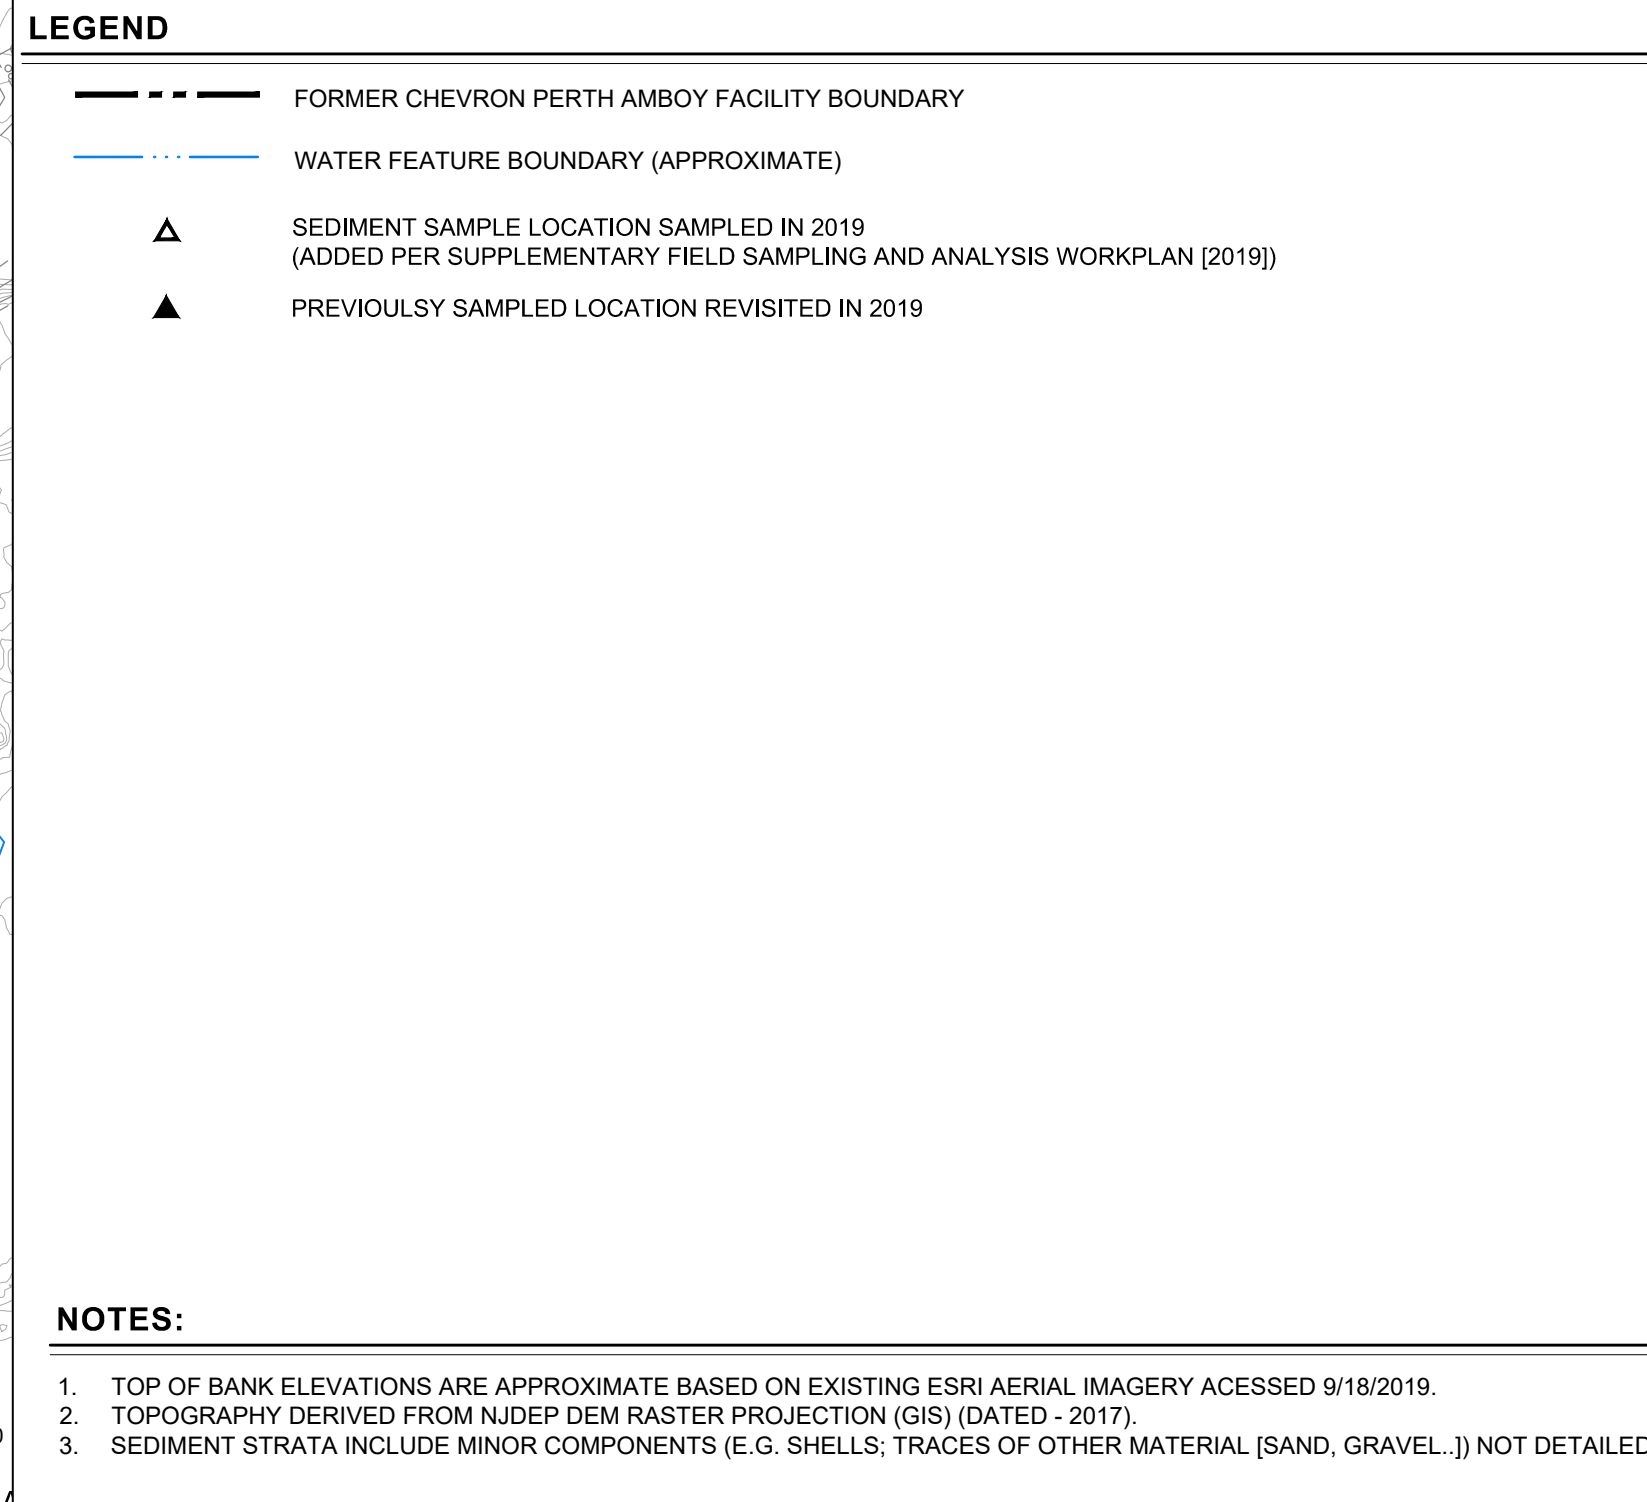 LEGEND
FORMER CHEVRON PERTH AMBOY FACILITY BOUNDARY
WATER FEATURE BOUNDARY (APPROXIMATE)
SEDIMENT SAMPLE LOCATION SAMPLED IN 2019
(ADDED PER SUPPLEMENTARY FIELD SAMPLING AND ANALYSIS WORKPLAN [2019])
PREVIOULSY SAMPLED LOCATION REVISITED IN 2019
NOTES:
1. TOP OF BANK ELEVATIONS ARE APPROXIMATE BASED ON EXISTING ESRI AERIAL IMAGERY ACESSED 9/18/2019.
2. TOPOGRAPHY DERIVED FROM NJDEP DEM RASTER PROJECTION (GIS) (DATED - 2017).
3. SEDIMENT STRATA INCLUDE MINOR COMPONENTS (E.G. SHELLS; TRACES OF OTHER MATERIAL [SAND, GRAVEL..]) NOT DETAILED